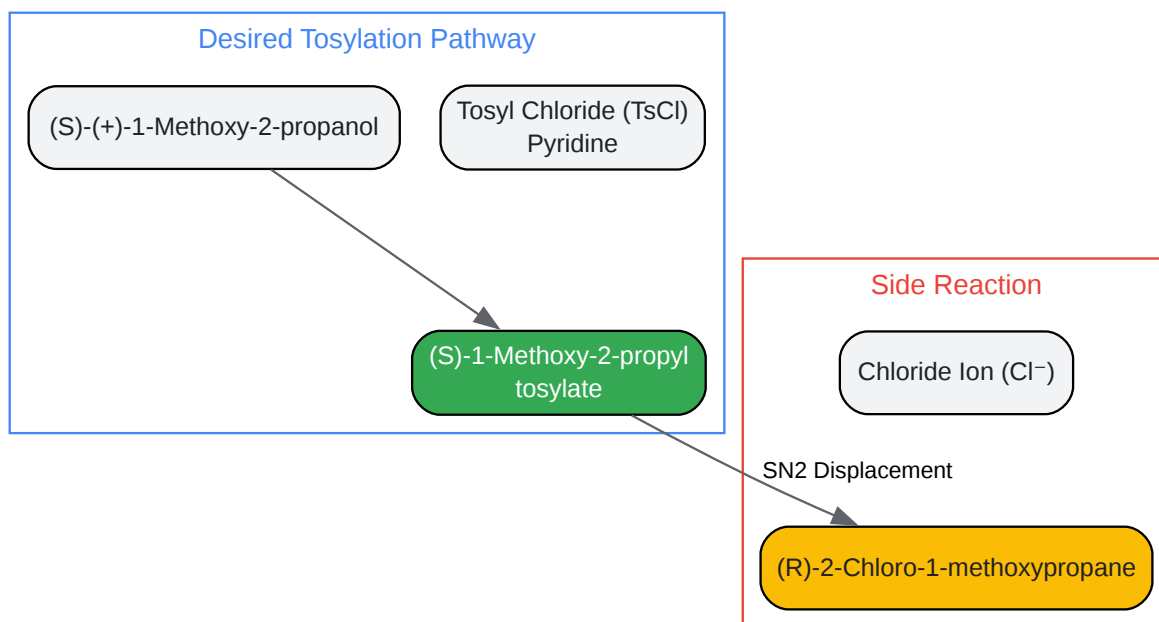 Desired Tosylation Pathway
(S)-(+)-1-Methoxy-2-propanol
Tosyl Chloride (TsCl)
Pyridine
(S)-1-Methoxy-2-propyl
tosylate
Side Reaction
Chloride Ion (Cl⁻)
SN2 Displacement
(R)-2-Chloro-1-methoxypropane